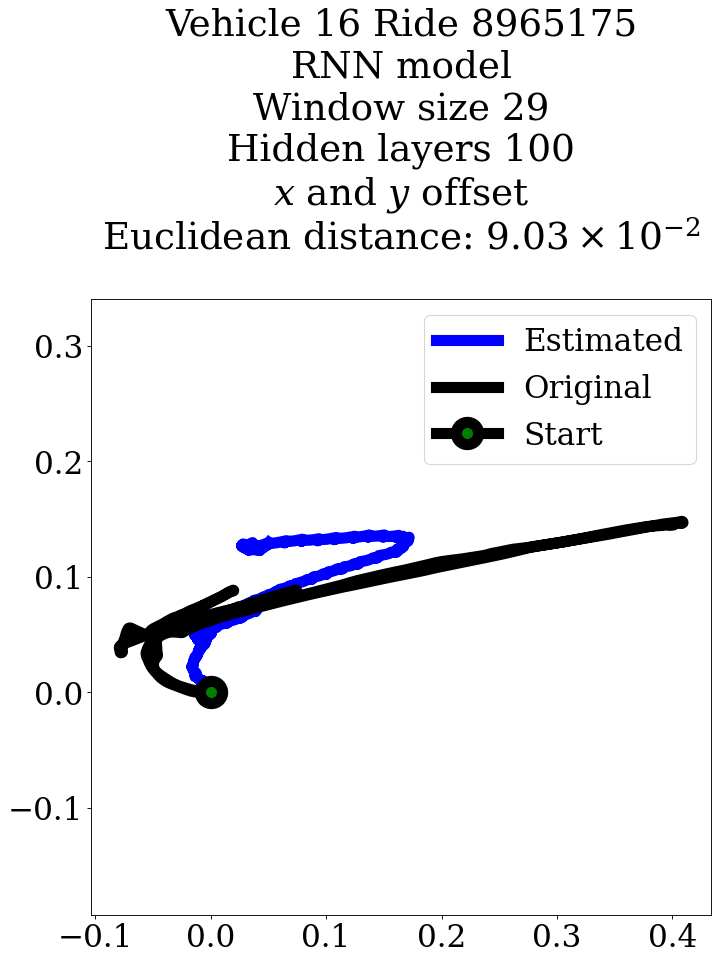 Vehicle 16 Ride 8965175
RNN model
Window size 29
Hidden layers 100
x and y offset
Euclidean distance: 9.03 × 10⁻²
Estimated
Original
Start
0.3
0.2
0.1
0.0
−0.1
−0.1 0.0 0.1 0.2 0.3 0.4